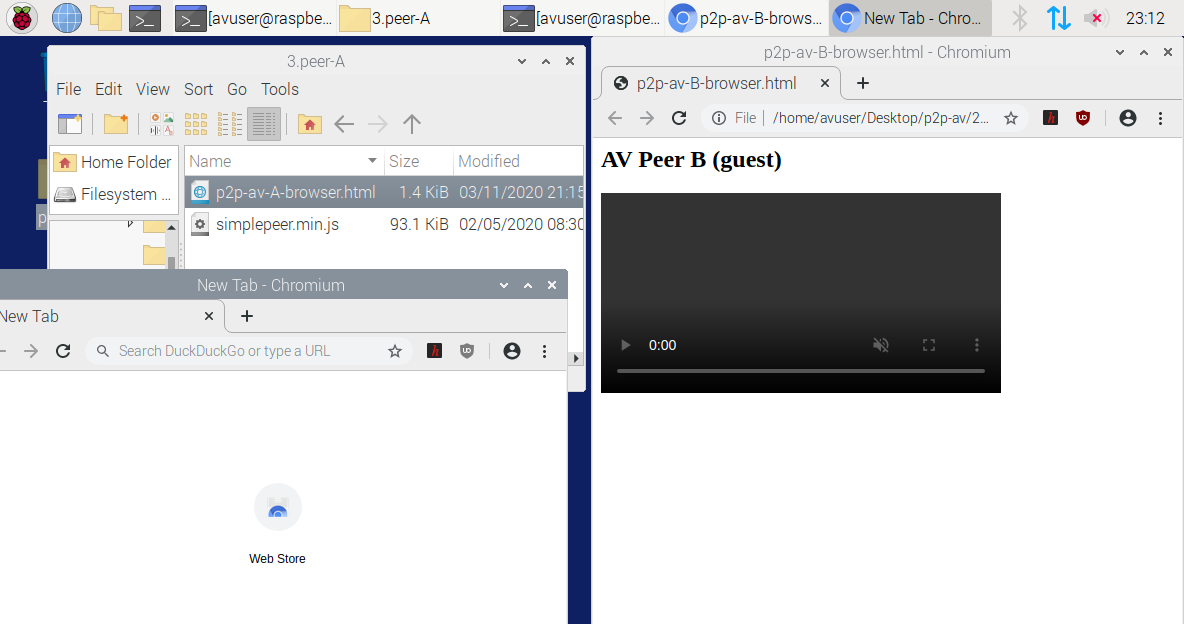 [avuser@raspbe...
3.peer-A
[avuser@raspbe...
p2p-av-B-brows...
New Tab - Chro...
23:12
3.peer-A
File Edit View Sort Go Tools
Home Folder
Filesystem ...
Name Size Modified
p2p-av-A-browser.html 1.4 KiB 03/11/2020 21:15
simplepeer.min.js 93.1 KiB 02/05/2020 08:30
p
New Tab - Chromium
New Tab
Search DuckDuckGo or type a URL
h
UD
Web Store
p2p-av-B-browser.html - Chromium
p2p-av-B-browser.html
File /home/avuser/Desktop/p2p-av/2...
h
UD
AV Peer B (guest)
0:00